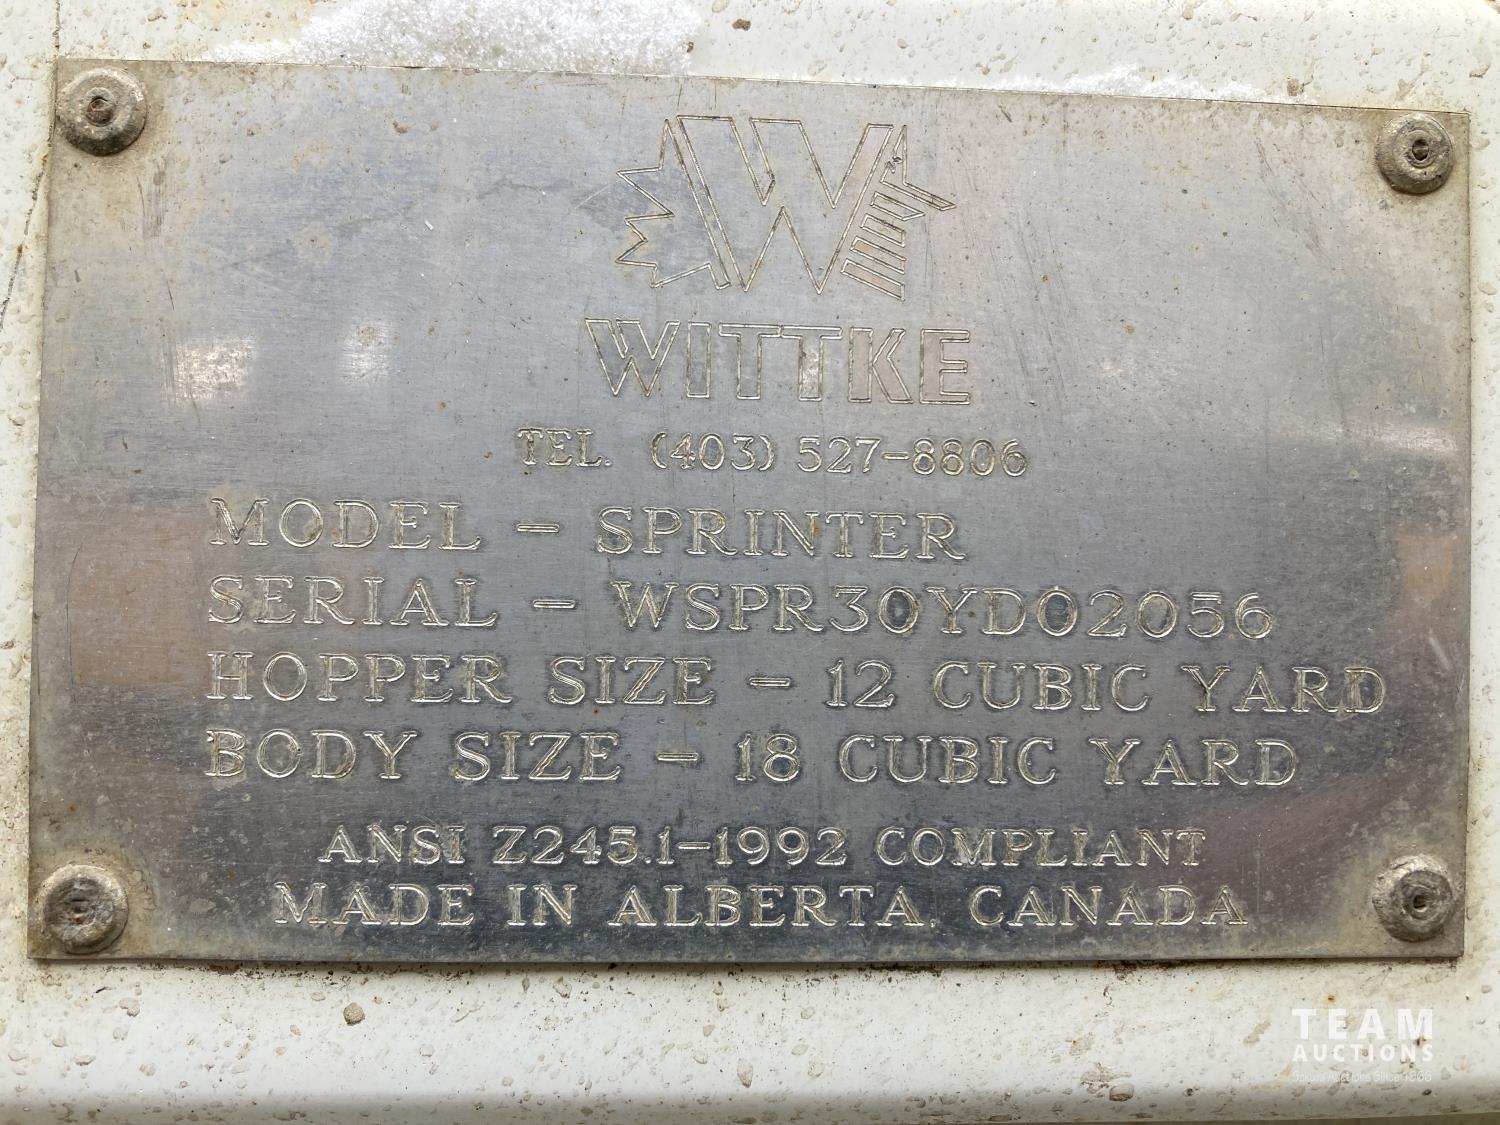 W
WITTKE
TEL. (403) 527-8806
MODEL - SPRINTER
SERIAL - WSPR30YD02056
HOPPER SIZE - 12 CUBIC YARD
BODY SIZE - 18 CUBIC YARD
ANSI Z245.1-1992 COMPLIANT
MADE IN ALBERTA, CANADA
TEAM
AUCTIONS